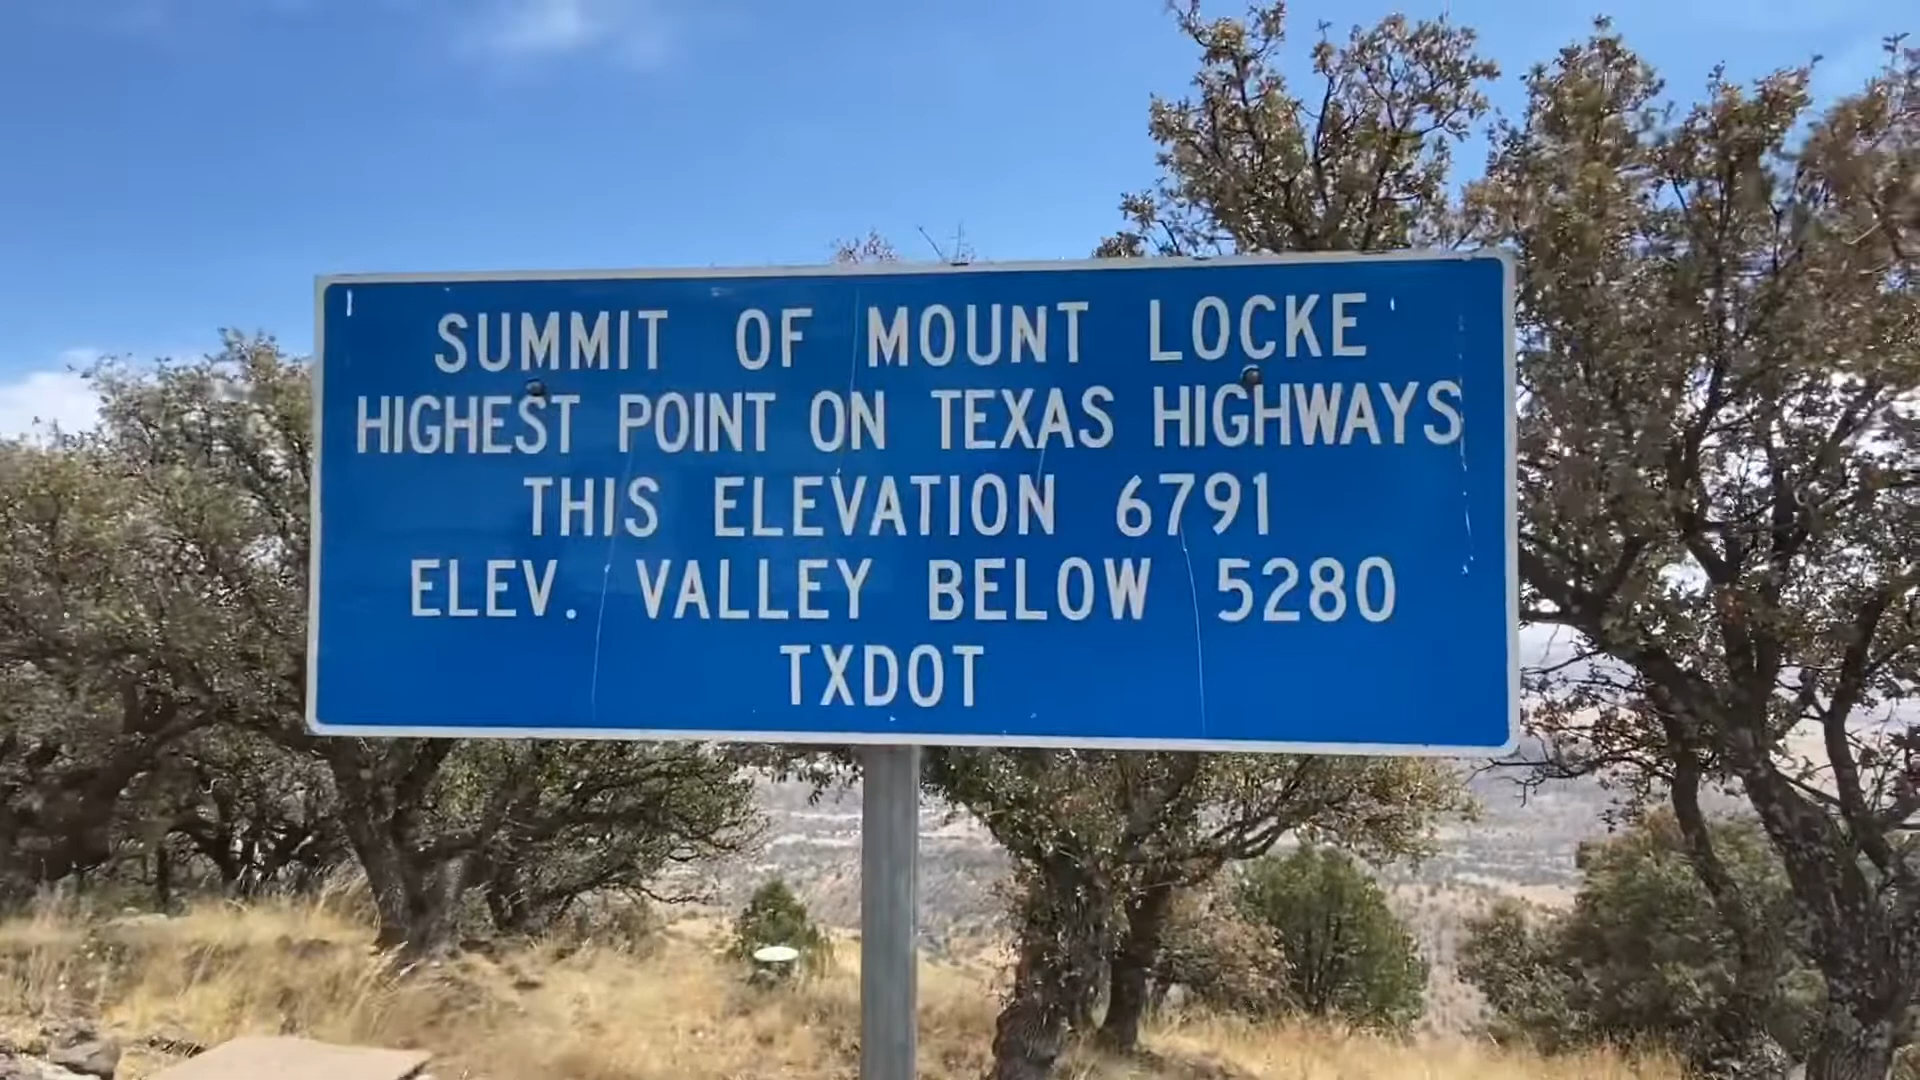 SUMMIT OF MOUNT LOCKE
HIGHEST POINT ON TEXAS HIGHWAYS
THIS ELEVATION 6791
ELEV. VALLEY BELOW 5280
TXDOT